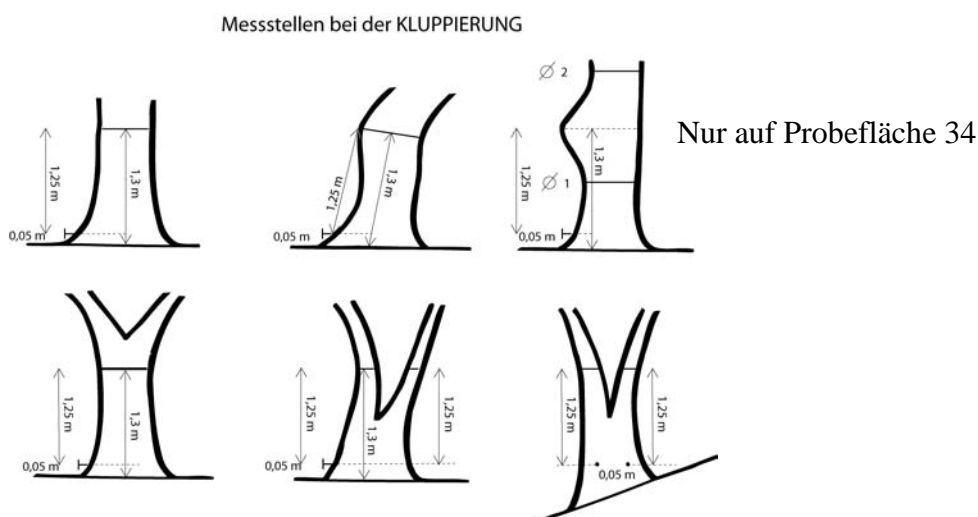 Messstellen bei der KLUPPIERUNG
Ø 2
Nur auf Probefläche 34
1,25 m
1,3 m
0,05 m
1,25 m
1,3 m
0,05 m
1,25 m
1,3 m
Ø 1
0,05 m
1,25 m
1,3 m
0,05 m
1,3 m
1,25 m
0,05 m
1,25 m
1,25 m
0,05 m